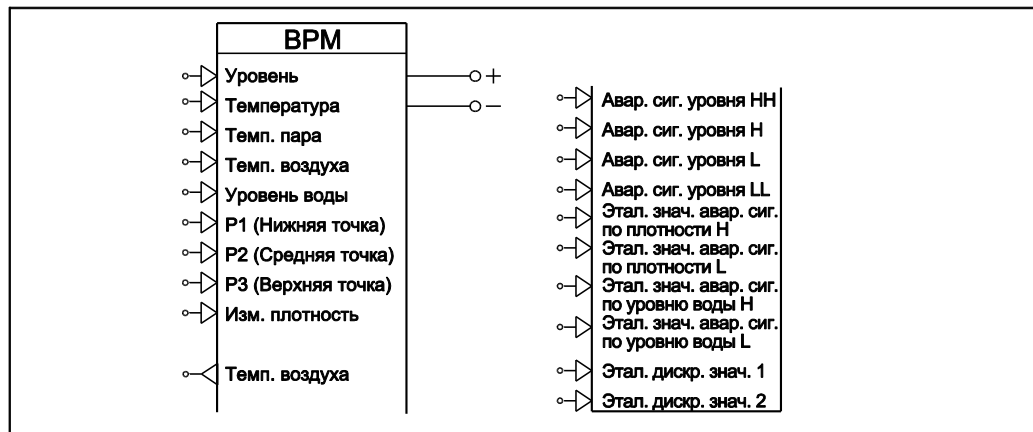 BPM
Уровень
+
Температура
−
Темп. пара
Темп. воздуха
Уровень воды
P1 (Нижняя точка)
P2 (Средняя точка)
P3 (Верхняя точка)
Изм. плотность
Темп. воздуха
Авар. сиг. уровня HH
Авар. сиг. уровня H
Авар. сиг. уровня L
Авар. сиг. уровня LL
Этал. знач. авар. сиг.
по плотности H
Этал. знач. авар. сиг.
по плотности L
Этал. знач. авар. сиг.
по уровню воды H
Этал. знач. авар. сиг.
по уровню воды L
Этал. дискр. знач. 1
Этал. дискр. знач. 2